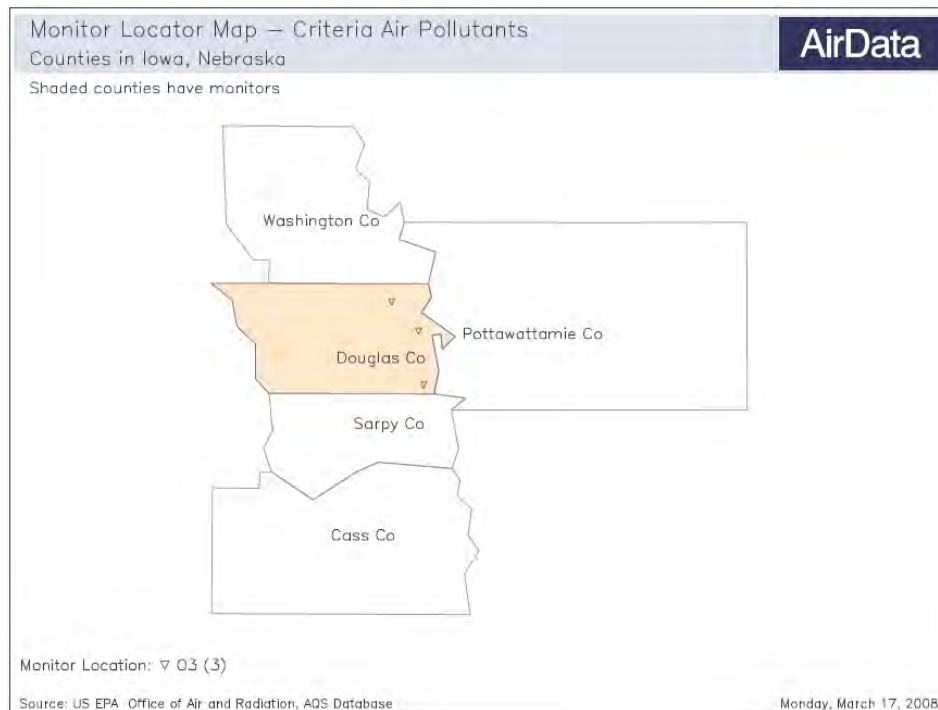 Monitor Locator Map – Criteria Air Pollutants
Counties in Iowa, Nebraska
AirData
Shaded counties have monitors
Washington Co
Pottawattamie Co
Douglas Co
Sarpy Co
Cass Co
Monitor Location: ▽ O3 (3)
Source: US EPA Office of Air and Radiation, AQS Database
Monday, March 17, 2008